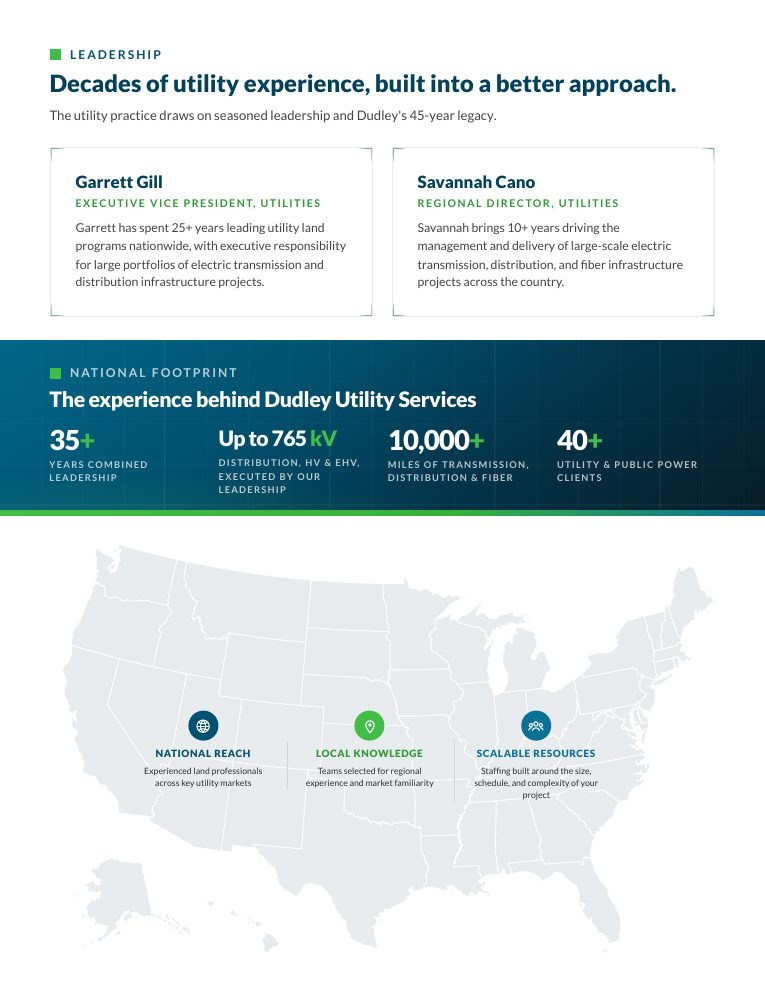 LEADERSHIP
Decades of utility experience, built into a better approach.
The utility practice draws on seasoned leadership and Dudley's 45-year legacy.
Garrett Gill
EXECUTIVE VICE PRESIDENT, UTILITIES
Garrett has spent 25+ years leading utility land
programs nationwide, with executive responsibility
for large portfolios of electric transmission and
distribution infrastructure projects.
Savannah Cano
REGIONAL DIRECTOR, UTILITIES
Savannah brings 10+ years driving the
management and delivery of large-scale electric
transmission, distribution, and fiber infrastructure
projects across the country.
NATIONAL FOOTPRINT
The experience behind Dudley Utility Services
35+
YEARS COMBINED
LEADERSHIP
Up to 765 kV
DISTRIBUTION, HV & EHV,
EXECUTED BY OUR
LEADERSHIP
10,000+
MILES OF TRANSMISSION,
DISTRIBUTION & FIBER
40+
UTILITY & PUBLIC POWER
CLIENTS
NATIONAL REACH
Experienced land professionals
across key utility markets
LOCAL KNOWLEDGE
Teams selected for regional
experience and market familiarity
SCALABLE RESOURCES
Staffing built around the size,
schedule, and complexity of your
project